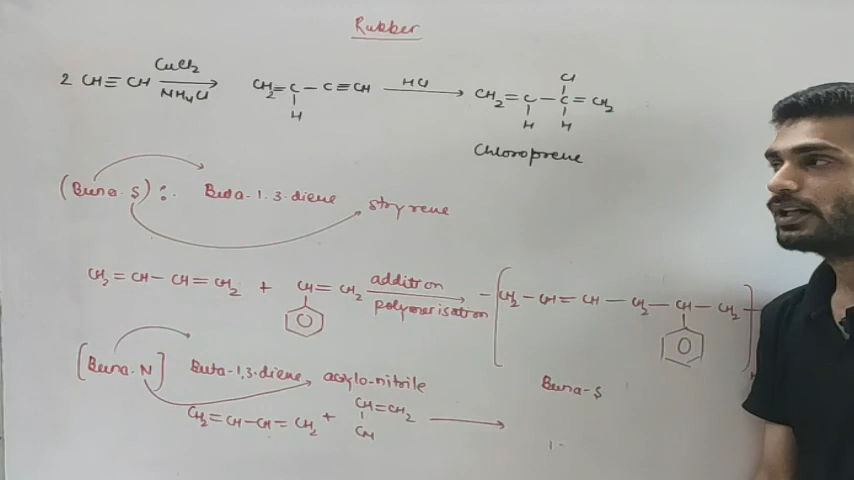 Rubber
2 CH≡CH CuCl2 NH4Cl CH2=C-C≡CH HCl CH2=C-C=CH2
H Cl H H
Chloroprene
(Buna-S): Buta-1.3-diene styrene
CH2=CH-CH=CH2 + CH=CH2 addition polymerisation -[CH2-CH=CH-CH2-CH-CH2]-
[Buna-N] Buta-1,3-diene, acrylo-nitrile
Buna-S
CH2=CH-CH=CH2 + CH=CH2
CN